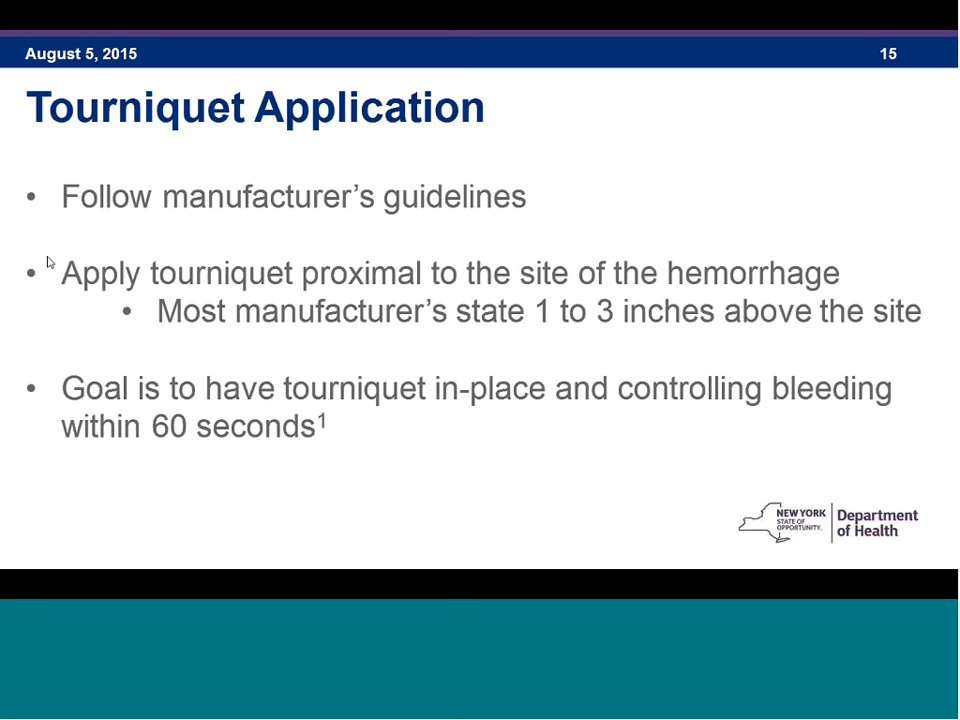 August 5, 2015 15
Tourniquet Application
• Follow manufacturer’s guidelines
• Apply tourniquet proximal to the site of the hemorrhage
• Most manufacturer’s state 1 to 3 inches above the site
• Goal is to have tourniquet in-place and controlling bleeding
within 60 seconds¹
NEW YORK
STATE OF
OPPORTUNITY.
Department
of Health